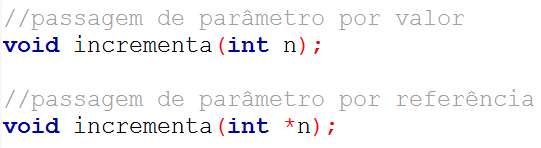 //passagem de parâmetro por valor
void incrementa(int n);
//passagem de parâmetro por referência
void incrementa(int *n);